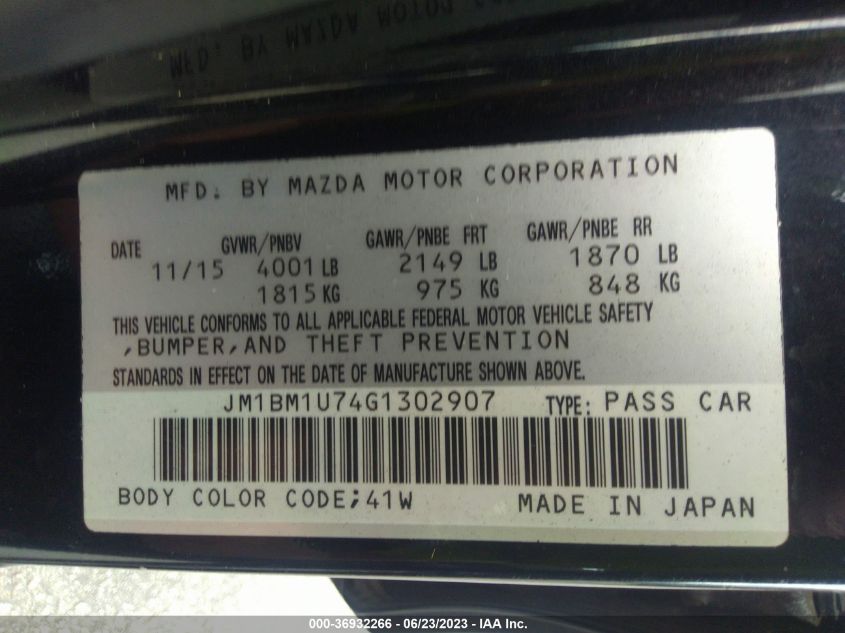 MFD. BY MAZDA MOTOR CORPORATION
DATE GVWR/PNBV GAWR/PNBE FRT GAWR/PNBE RR
11/15 4001 LB 2149 LB 1870 LB
1815 KG 975 KG 848 KG
THIS VEHICLE CONFORMS TO ALL APPLICABLE FEDERAL MOTOR VEHICLE SAFETY
,BUMPER,AND THEFT PREVENTION
STANDARDS IN EFFECT ON THE DATE OF MANUFACTURE SHOWN ABOVE.
JM1BM1U74G1302907 TYPE: PASS CAR
BODY COLOR CODE;41W MADE IN JAPAN
000-36932266 - 06/23/2023 - IAA Inc.